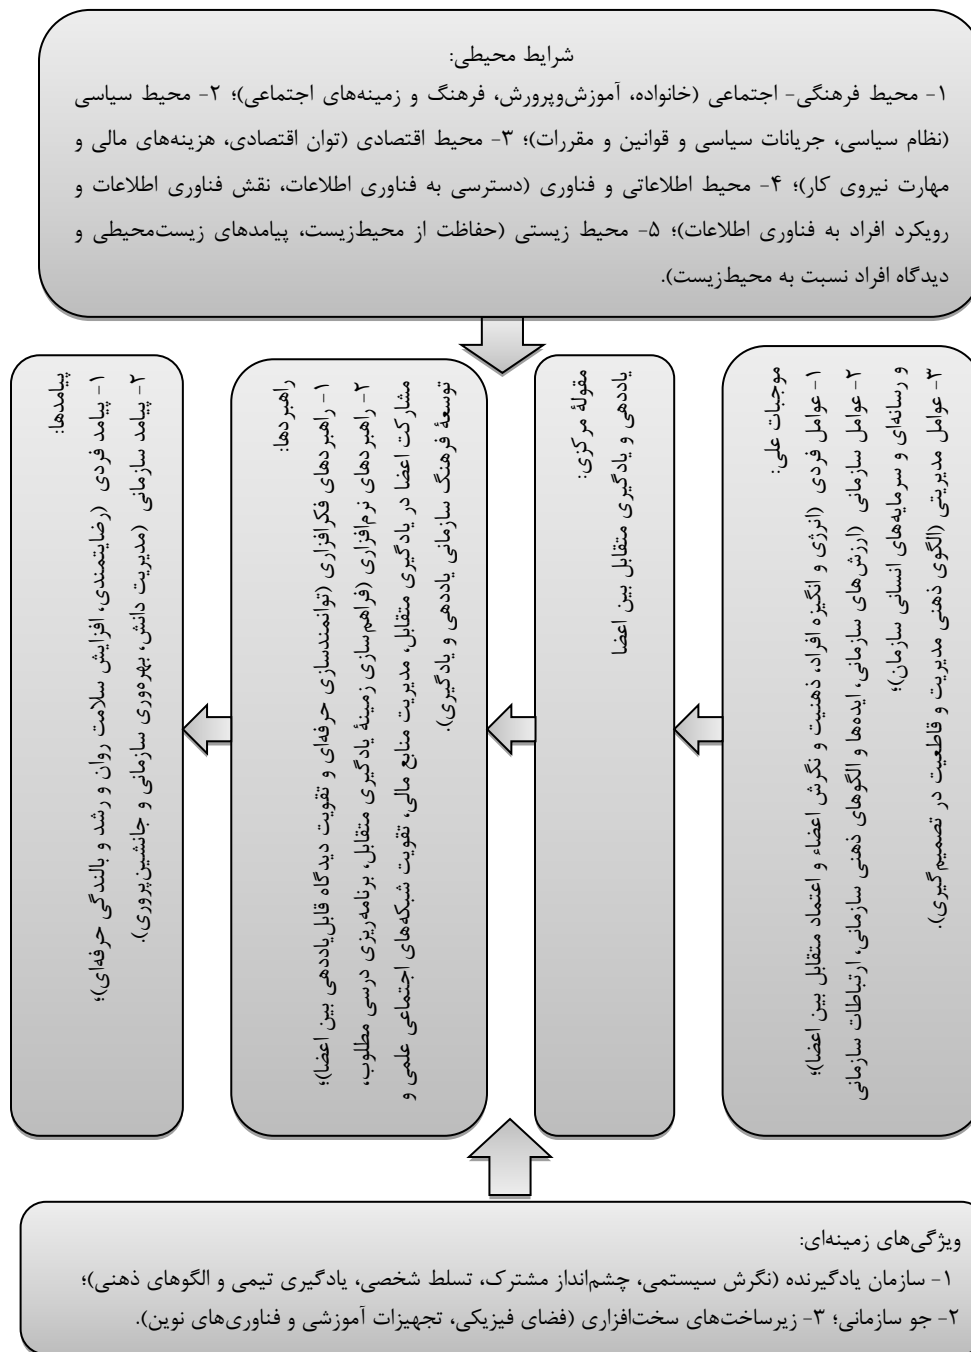 شرایط محیطی:
۱- محیط فرهنگی- اجتماعی (خانواده، آموزش‌وپرورش، فرهنگ و زمینه‌های اجتماعی)؛ ۲- محیط سیاسی
(نظام سیاسی، جریانات سیاسی و قوانین و مقررات)؛ ۳- محیط اقتصادی (توان اقتصادی، هزینه‌های مالی و
مهارت نیروی کار)؛ ۴- محیط اطلاعاتی و فناوری (دسترسی به فناوری اطلاعات، نقش فناوری اطلاعات و
رویکرد افراد به فناوری اطلاعات)؛ ۵- محیط زیستی (حفاظت از محیط‌زیست، پیامدهای زیست‌محیطی و
دیدگاه افراد نسبت به محیط‌زیست).
موجبات علی:
۱- عوامل فردی (انرژی و انگیزه افراد، ذهنیت و نگرش اعضاء و اعتماد متقابل بین اعضا)؛
۲- عوامل سازمانی (ارزش‌های سازمانی، ایده‌ها و الگوهای ذهنی سازمانی، ارتباطات سازمانی
و رسانه‌ای و سرمایه‌های انسانی سازمان)؛
۳- عوامل مدیریتی (الگوی ذهنی مدیریت و قاطعیت در تصمیم‌گیری).
مقولۀ مرکزی:
یاددهی و یادگیری متقابل بین اعضا
راهبردها:
۱- راهبردهای فکرافزاری (توانمندسازی حرفه‌ای و تقویت دیدگاه قابل‌یاددهی بین اعضا)؛
۲- راهبردهای نرم‌افزاری (فراهم‌سازی زمینۀ یادگیری متقابل، برنامه‌ریزی درسی مطلوب،
مشارکت اعضا در یادگیری متقابل، مدیریت منابع مالی، تقویت شبکه‌های اجتماعی علمی و
توسعۀ فرهنگ سازمانی یاددهی و یادگیری).
پیامدها:
۱- پیامد فردی (رضایتمندی، افزایش سلامت روان و رشد و بالندگی حرفه‌ای)؛
۲- پیامد سازمانی (مدیریت دانش، بهره‌وری سازمانی و جانشین‌پروری).
ویژگی‌های زمینه‌ای:
۱- سازمان یادگیرنده (نگرش سیستمی، چشم‌انداز مشترک، تسلط شخصی، یادگیری تیمی و الگوهای ذهنی)؛
۲- جو سازمانی؛ ۳- زیرساخت‌های سخت‌افزاری (فضای فیزیکی، تجهیزات آموزشی و فناوری‌های نوین).